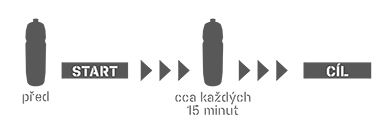 START
CÍL
před
cca každých
15 minut